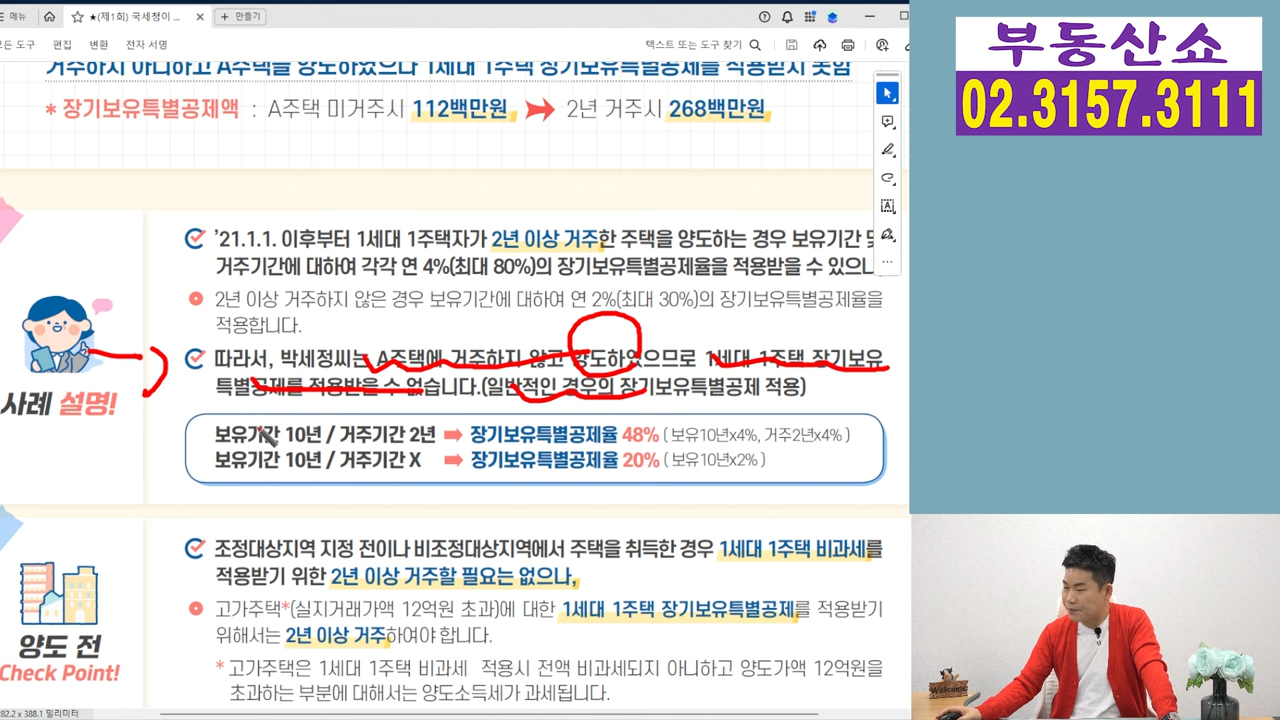 메뉴
★(제1회) 국세청이 ...
+ 만들기
도구
편집
변환
전자 서명
텍스트 또는 도구 찾기
거주하지 아니하고 A주택을 양도하였으나 1세대 1주택 장기보유특별공제를 적용받지 못함
* 장기보유특별공제액 : A주택 미거주시 112백만원 2년 거주시 268백만원
부동산쇼
02.3157.3111
'21.1.1. 이후부터 1세대 1주택자가 2년 이상 거주한 주택을 양도하는 경우 보유기간 및
거주기간에 대하여 각각 연 4%(최대 80%)의 장기보유특별공제율을 적용받을 수 있으나
2년 이상 거주하지 않은 경우 보유기간에 대하여 연 2%(최대 30%)의 장기보유특별공제율을
적용합니다.
따라서, 박세정씨는 A주택에 거주하지 않고 양도하였으므로 1세대 1주택 장기보유
특별공제를 적용받을 수 없습니다.(일반적인 경우의 장기보유특별공제 적용)
사례 설명!
보유기간 10년 / 거주기간 2년 장기보유특별공제율 48% ( 보유10년x4%, 거주2년x4% )
보유기간 10년 / 거주기간 X 장기보유특별공제율 20% ( 보유10년x2% )
조정대상지역 지정 전이나 비조정대상지역에서 주택을 취득한 경우 1세대 1주택 비과세를
적용받기 위한 2년 이상 거주할 필요는 없으나,
고가주택*(실지거래가액 12억원 초과)에 대한 1세대 1주택 장기보유특별공제를 적용받기
위해서는 2년 이상 거주하여야 합니다.
* 고가주택은 1세대 1주택 비과세 적용시 전액 비과세되지 아니하고 양도가액 12억원을
초과하는 부분에 대해서는 양도소득세가 과세됩니다.
양도 전
Check Point!
Welcome
282.2 x 388.1 밀리미터